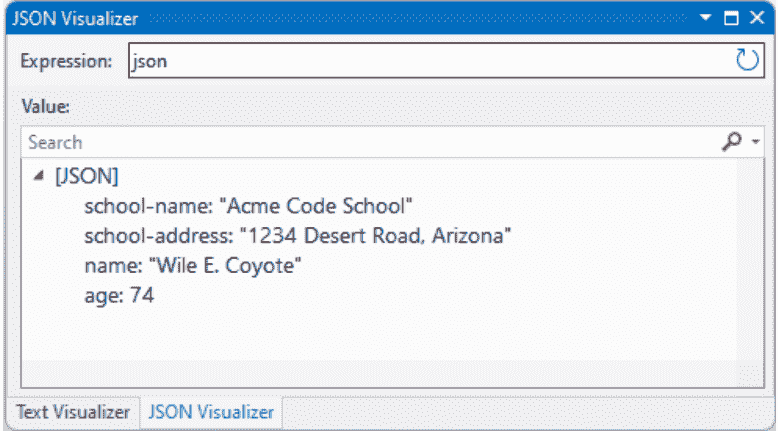 JSON Visualizer
Expression: json
Value:
Search
[JSON]
school-name: "Acme Code School"
school-address: "1234 Desert Road, Arizona"
name: "Wile E. Coyote"
age: 74
Text Visualizer JSON Visualizer